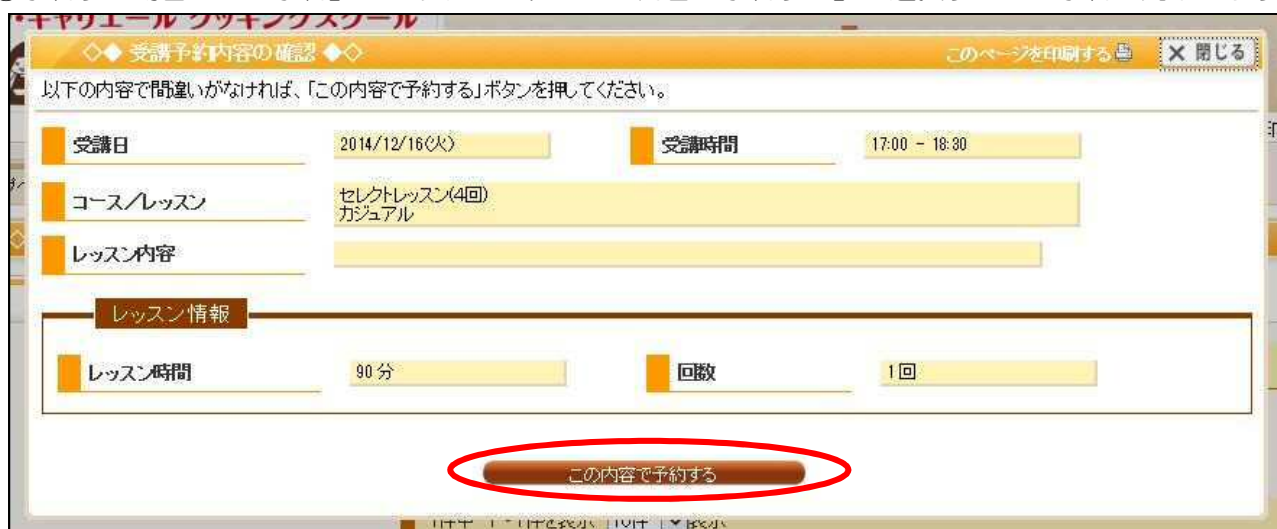 ・キャリエール クッキングスクール
◇◆ 受講予約内容の確認 ◆◇ このページを印刷する × 閉じる
以下の内容で間違いがなければ、「この内容で予約する」ボタンを押してください。
受講日 2014/12/16(火) 受講時間 17:00 - 18:30
コース/レッスン セレクトレッスン(4回)
カジュアル
レッスン内容
レッスン情報
レッスン時間 90 分 回数 1 回
この内容で予約する